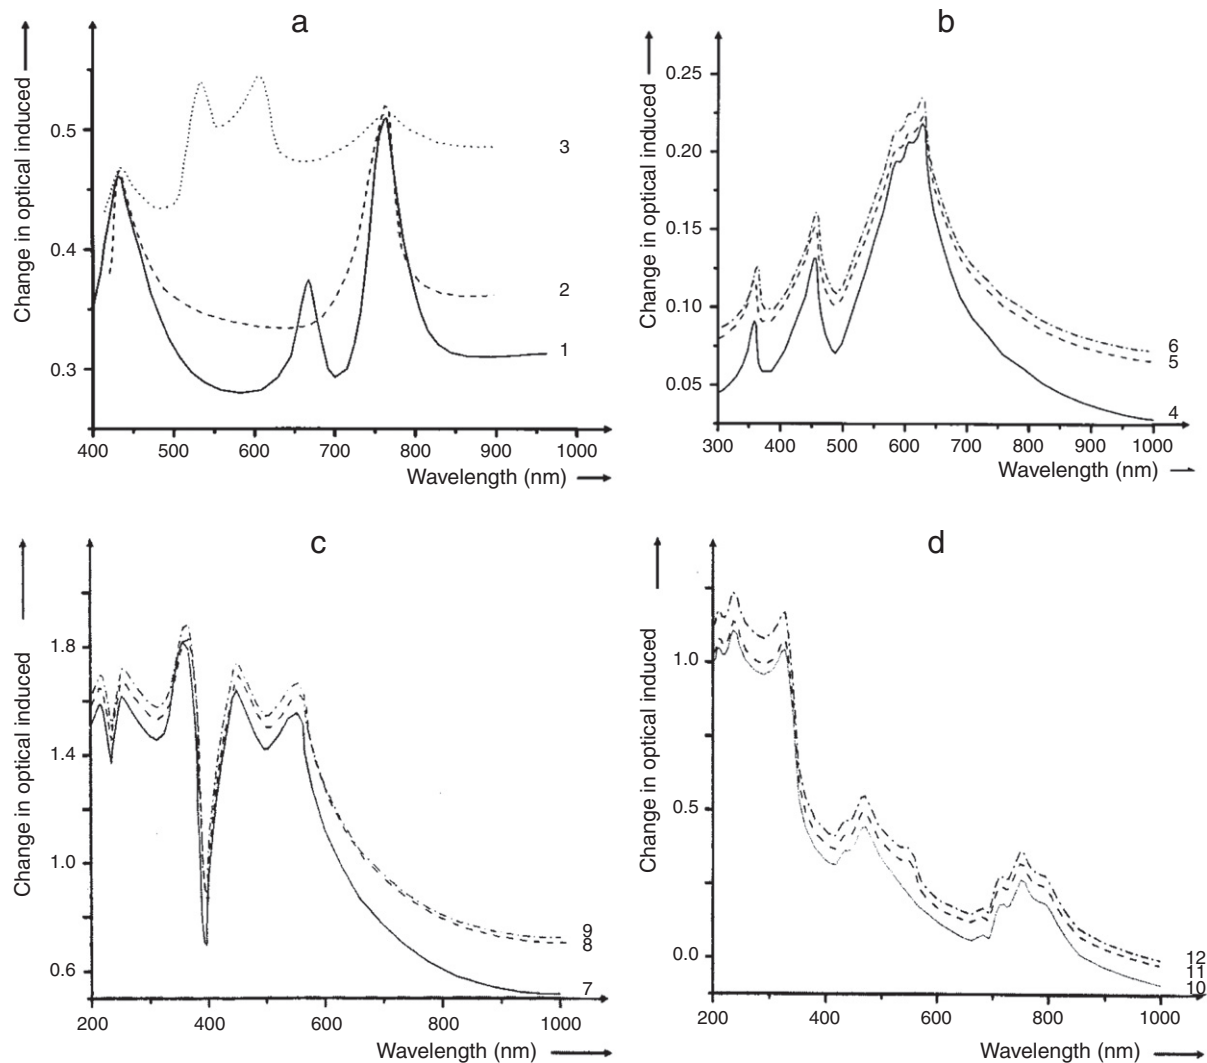 a
Change in optical induced
0.5
0.4
0.3
3
2
1
400 500 600 700 800 900 1000
Wavelength (nm)
b
Change in optical induced
0.25
0.20
0.15
0.10
0.05
6
5
4
300 400 500 600 700 800 900 1000
Wavelength (nm)
c
Change in optical induced
1.8
1.4
1.0
0.6
9
8
7
200 400 600 800 1000
Wavelength (nm)
d
Change in optical induced
1.0
0.5
0.0
12
11
10
200 400 600 800 1000
Wavelength (nm)